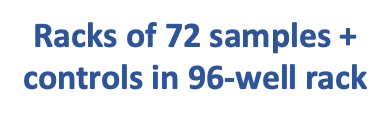 Racks of 72 samples +
controls in 96-well rack